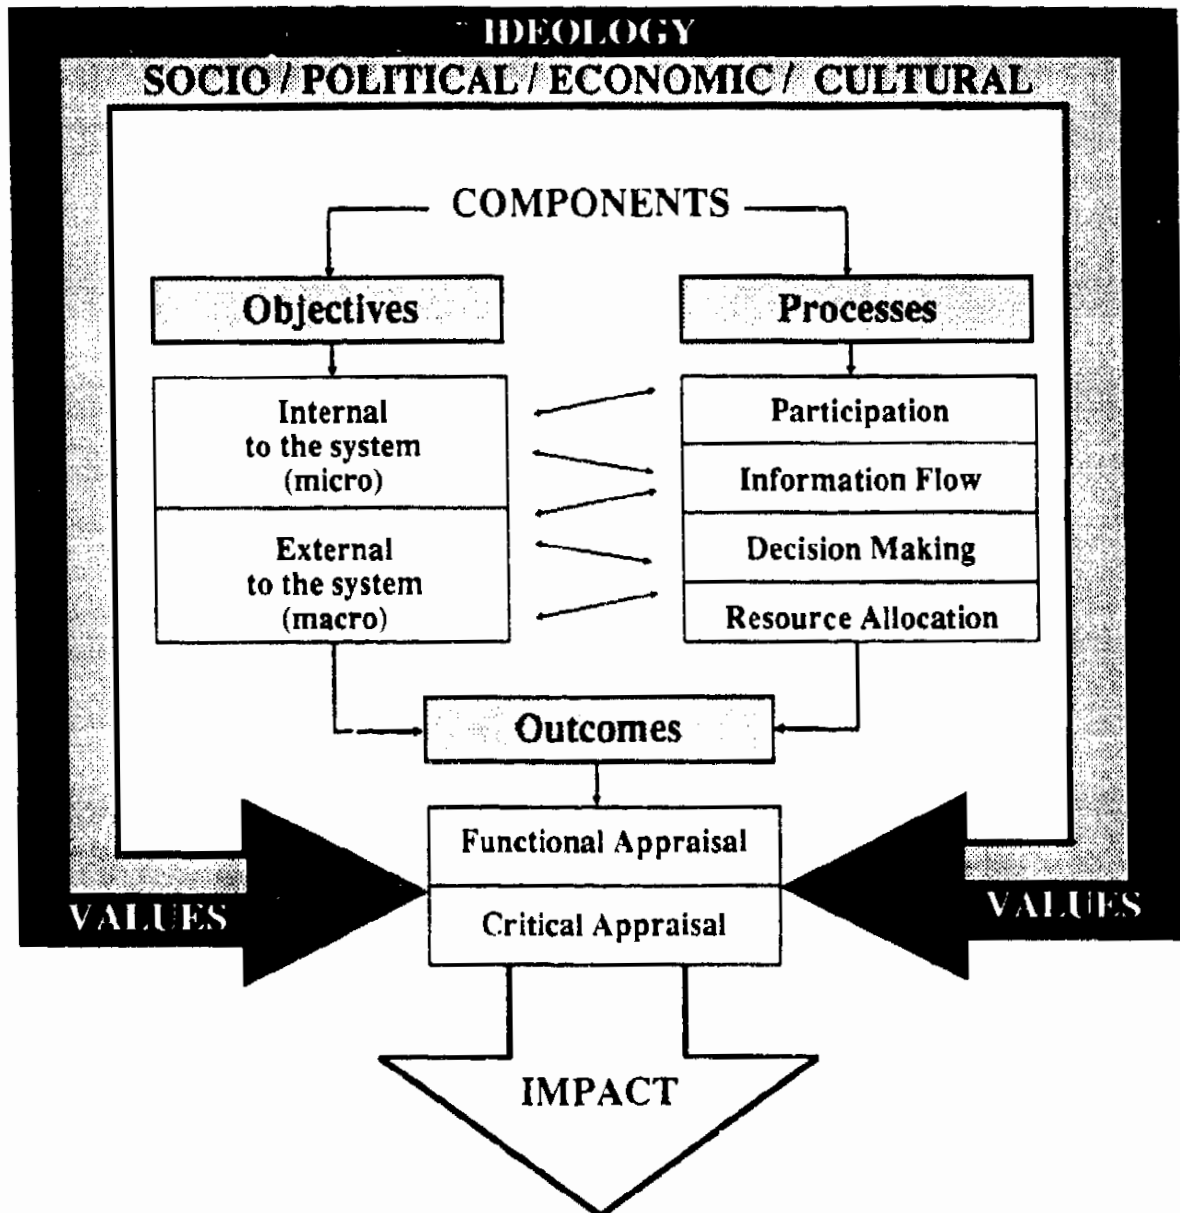 IDEOLOGY
SOCIO / POLITICAL / ECONOMIC / CULTURAL
COMPONENTS
Objectives
Processes
Internal
to the system
(micro)
External
to the system
(macro)
Participation
Information Flow
Decision Making
Resource Allocation
Outcomes
Functional Appraisal
Critical Appraisal
VALUES
VALUES
IMPACT